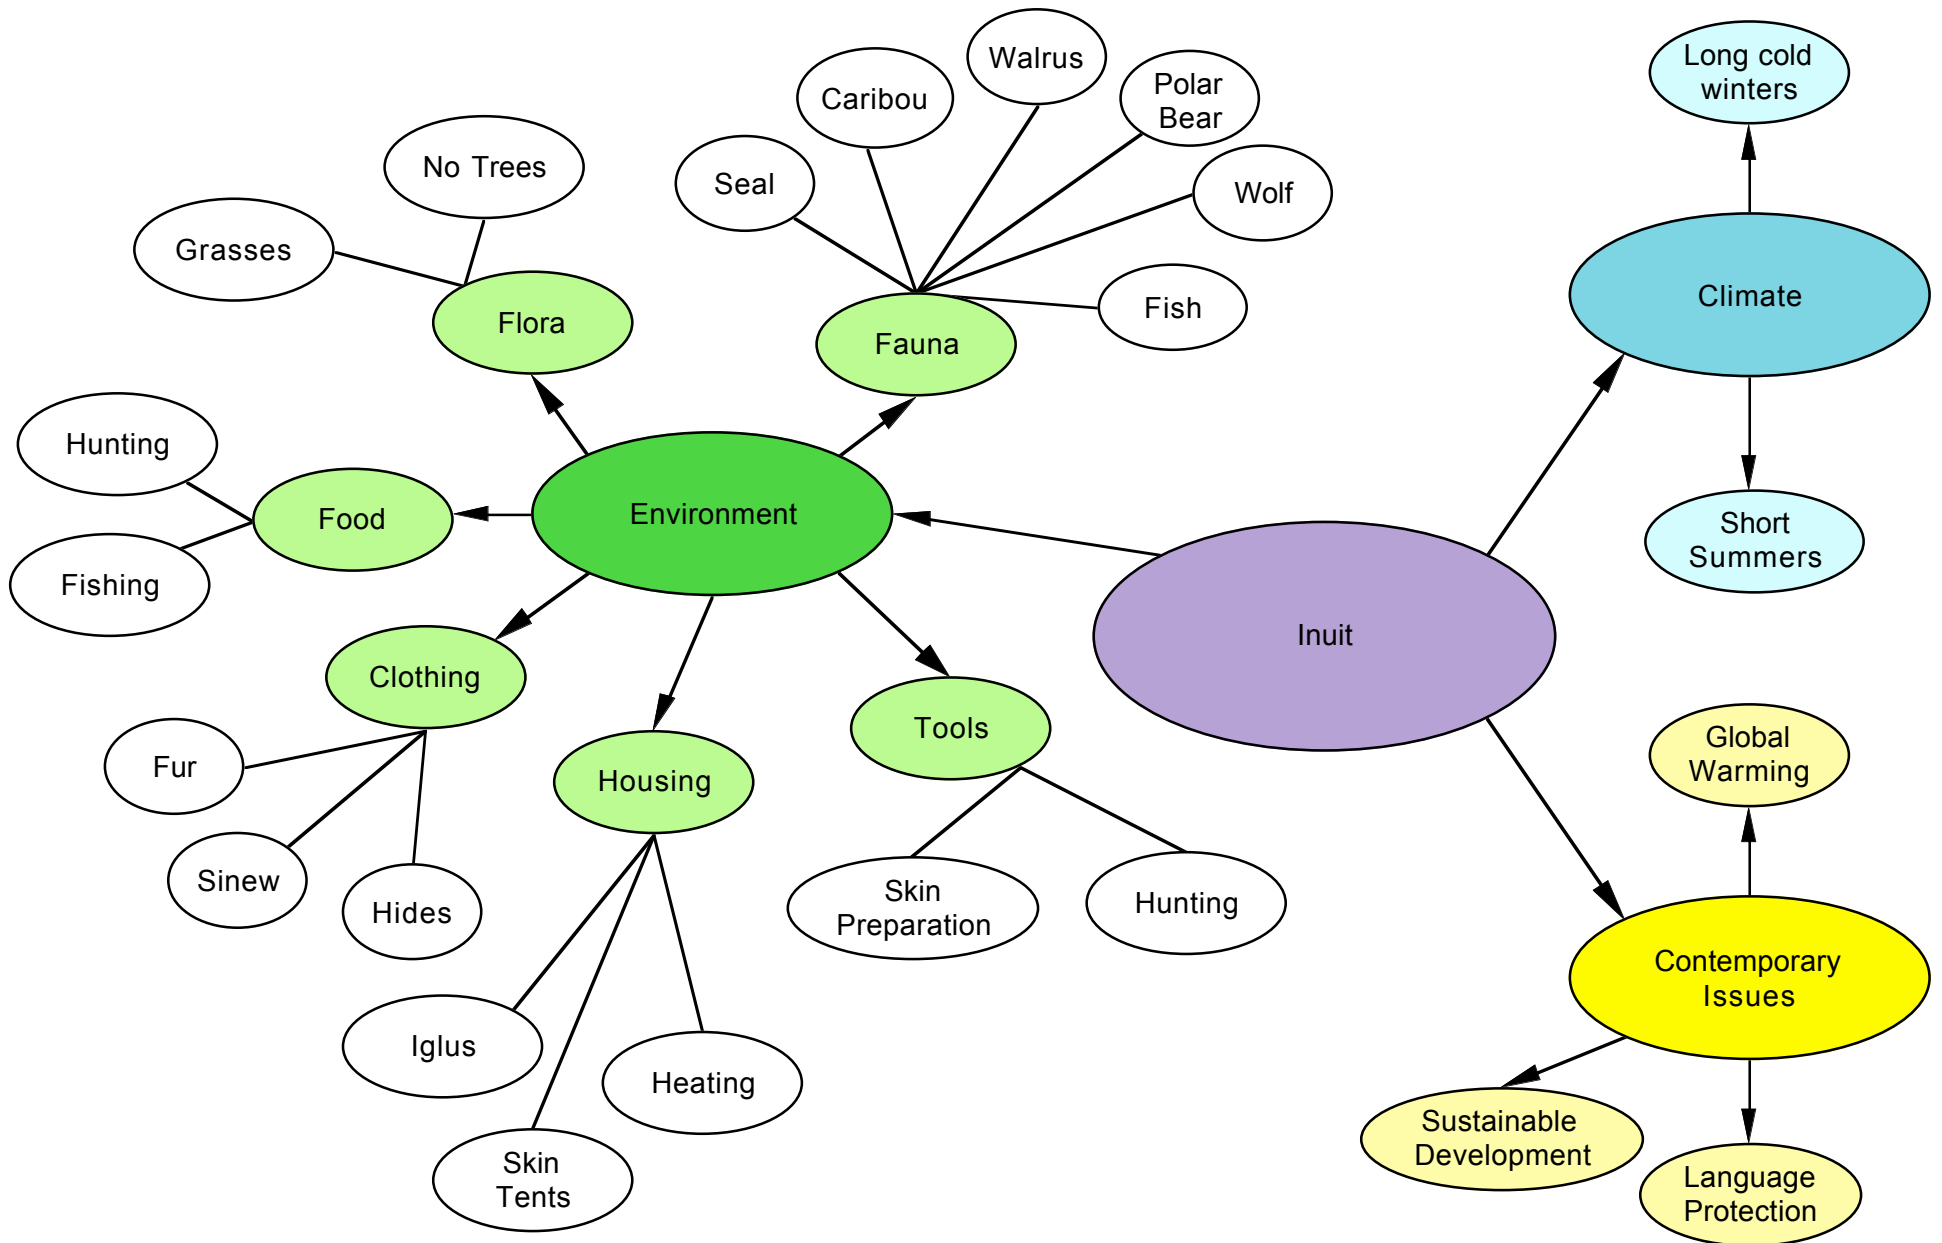 Walrus
Long cold
winters
Polar
Bear
Caribou
No Trees
Seal
Wolf
Grasses
Climate
Fish
Flora
Fauna
Hunting
Environment
Food
Short
Summers
Fishing
Inuit
Clothing
Tools
Global
Warming
Fur
Housing
Sinew
Hides
Skin
Preparation
Hunting
Contemporary
Issues
Iglus
Heating
Sustainable
Development
Skin
Tents
Language
Protection